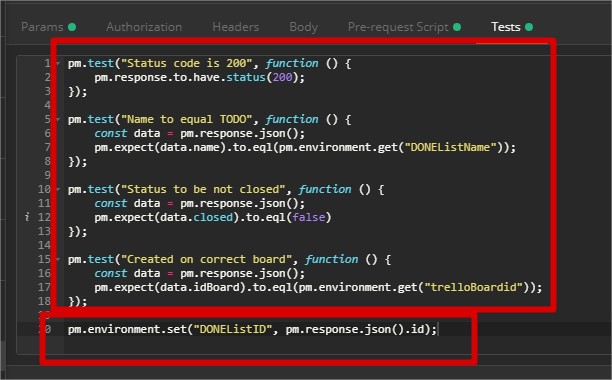 Params Authorization Headers Body Pre-request Script Tests
1 pm.test("Status code is 200", function () {
2 pm.response.to.have.status(200);
3 });
4
5 pm.test("Name to equal TODO", function () {
6 const data = pm.response.json();
7 pm.expect(data.name).to.eql(pm.environment.get("DONEListName"));
8 });
9
10 pm.test("Status to be not closed", function () {
11 const data = pm.response.json();
i 12 pm.expect(data.closed).to.eql(false)
13 });
14
15 pm.test("Created on correct board", function () {
16 const data = pm.response.json();
17 pm.expect(data.idBoard).to.eql(pm.environment.get("trelloBoardid"));
18 });
pm.environment.set("DONEListID", pm.response.json().id);